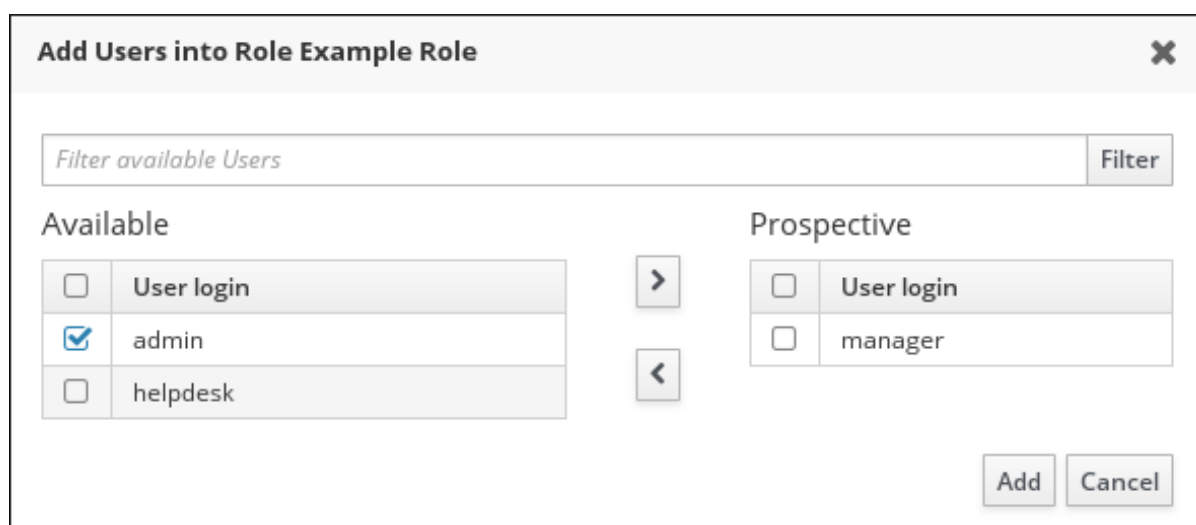 Add Users into Role Example Role
Filter available Users Filter
Available Prospective
User login User login
admin manager
helpdesk
Add Cancel